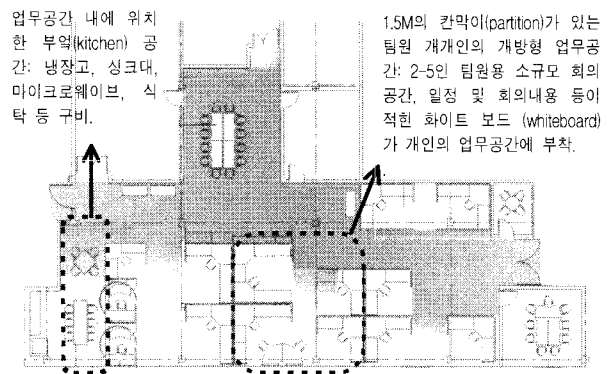 업무공간 내에 위치
한 부엌(kitchen) 공
간: 냉장고, 싱크대,
마이크로웨이브, 식
탁 등 구비.
1.5M의 칸막이(partition)가 있는
팀원 개개인의 개방형 업무공
간: 2-5인 팀원용 소규모 회의
공간, 일정 및 회의내용 등이
적힌 화이트 보드 (whiteboard)
가 개인의 업무공간에 부착.